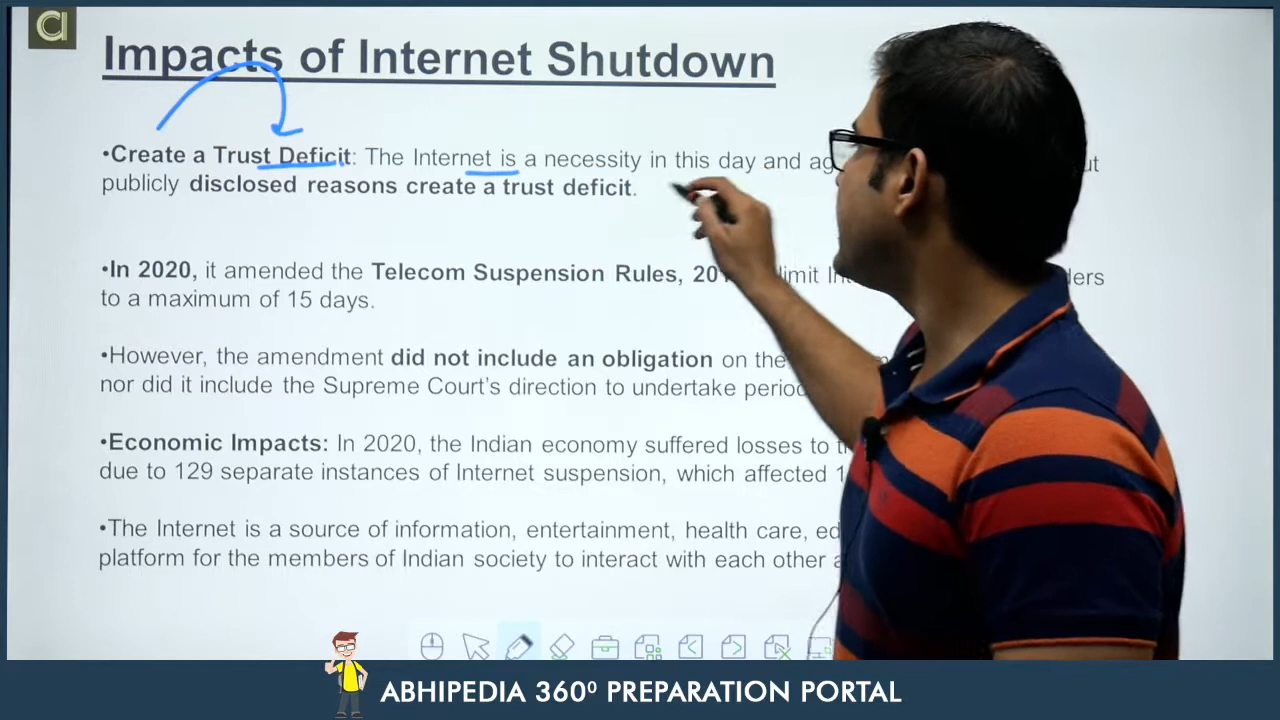 a
Impacts of Internet Shutdown
•Create a Trust Deficit: The Internet is a necessity in this day and
publicly disclosed reasons create a trust deficit.
•In 2020, it amended the Telecom Suspension Rules, limit
to a maximum of 15 days.
•However, the amendment did not include an obligation on the
nor did it include the Supreme Court's direction to undertake
•Economic Impacts: In 2020, the Indian economy suffered losses to
due to 129 separate instances of Internet suspension, which affected
•The Internet is a source of information, entertainment, health care,
platform for the members of Indian society to interact with each other
ABHIPEDIA 360⁰ PREPARATION PORTAL